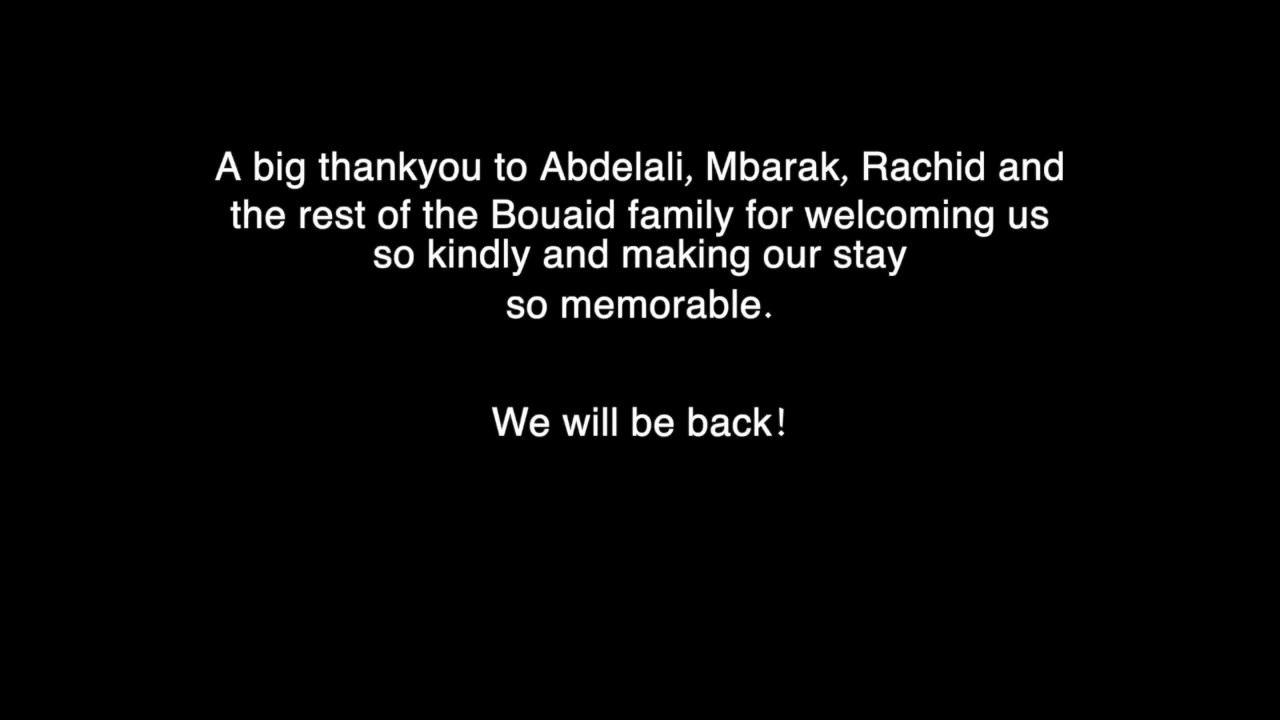 A big thankyou to Abdelali, Mbarak, Rachid and
the rest of the Bouaid family for welcoming us
so kindly and making our stay
so memorable.
We will be back!